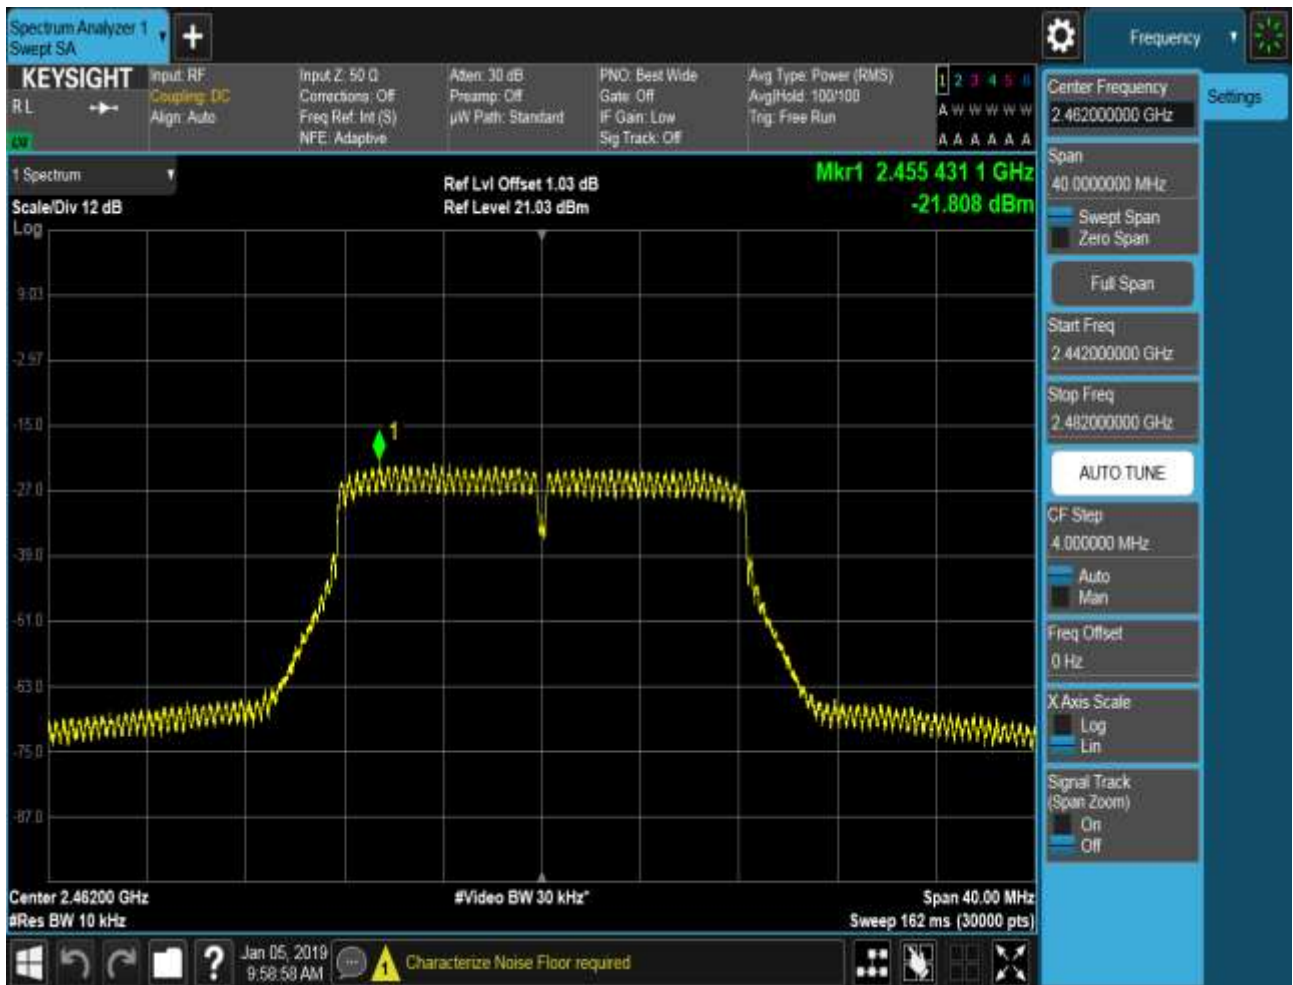 Spectrum Analyzer 1
Swept SA
+
Frequency
KEYSIGHT
R L
Input: RF
Coupling: DC
Align: Auto
Input Z: 50 Ω
Corrections: Off
Freq Ref: Int (S)
NFE: Adaptive
Atten: 30 dB
Preamp: Off
µW Path: Standard
PNO: Best Wide
Gate: Off
IF Gain: Low
Sig Track: Off
Avg Type: Power (RMS)
Avg|Hold: 100/100
Trig: Free Run
1 2 3 4 5 6
A W W W W W
A A A A A A
1 Spectrum
Scale/Div 12 dB
Log
Ref Lvl Offset 1.03 dB
Ref Level 21.03 dBm
Mkr1 2.455 431 1 GHz
-21.808 dBm
9.03
-2.97
-15.0
-27.0
-39.0
-51.0
-63.0
-75.0
-87.0
1
Center 2.46200 GHz
#Res BW 10 kHz
#Video BW 30 kHz*
Span 40.00 MHz
Sweep 162 ms (30000 pts)
Center Frequency
2.462000000 GHz
Settings
Span
40.0000000 MHz
Swept Span
Zero Span
Full Span
Start Freq
2.442000000 GHz
Stop Freq
2.482000000 GHz
AUTO TUNE
CF Step
4.000000 MHz
Auto
Man
Freq Offset
0 Hz
X Axis Scale
Log
Lin
Signal Track
(Span Zoom)
On
Off
?
Jan 05, 2019
9:58:58 AM
1
Characterize Noise Floor required